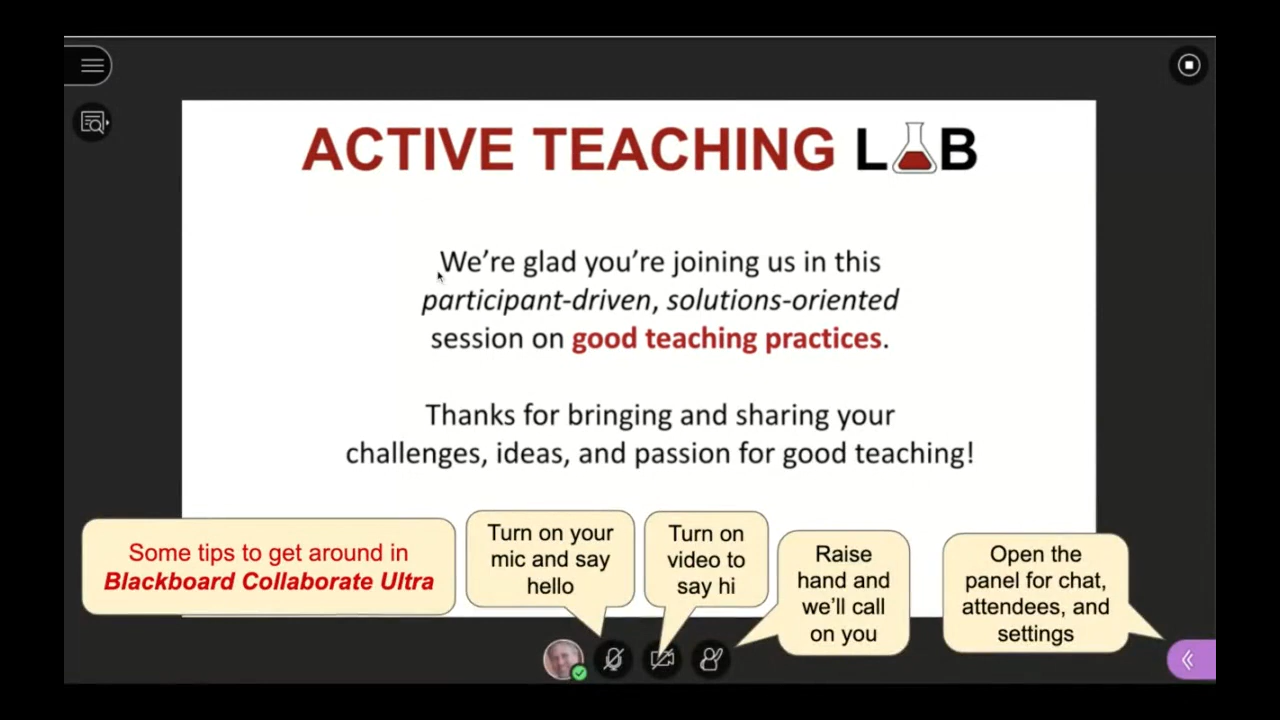 ACTIVE TEACHING LAB
We’re glad you’re joining us in this
participant-driven, solutions-oriented
session on good teaching practices.
Thanks for bringing and sharing your
challenges, ideas, and passion for good teaching!
Some tips to get around in
Blackboard Collaborate Ultra
Turn on your
mic and say
hello
Turn on
video to
say hi
Raise
hand and
we’ll call
on you
Open the
panel for chat,
attendees, and
settings